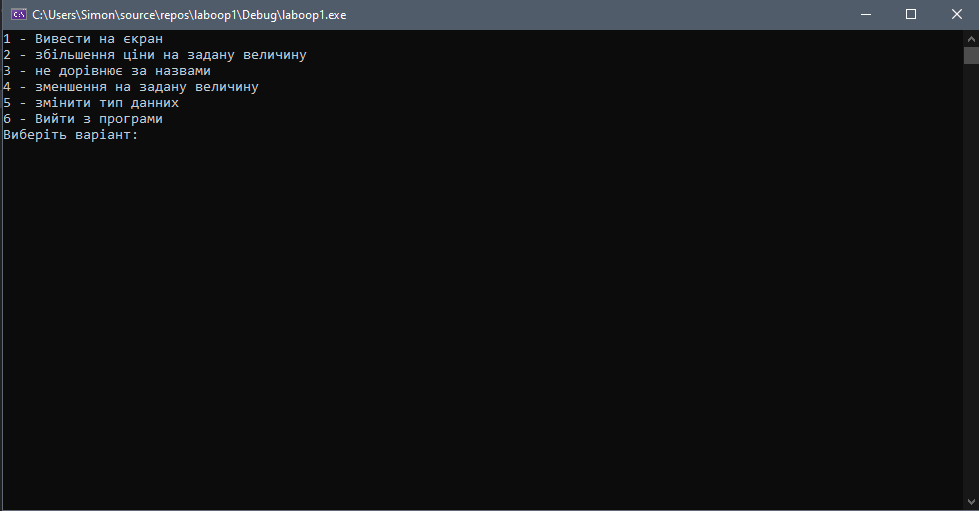 C:\Users\Simon\source\repos\laboop1\Debug\laboop1.exe
1 - Вивести на єкран
2 - збільшення ціни на задану величину
3 - не дорівнює за назвами
4 - зменшення на задану величину
5 - змінити тип данних
6 - Вийти з програми
Виберіть варіант: